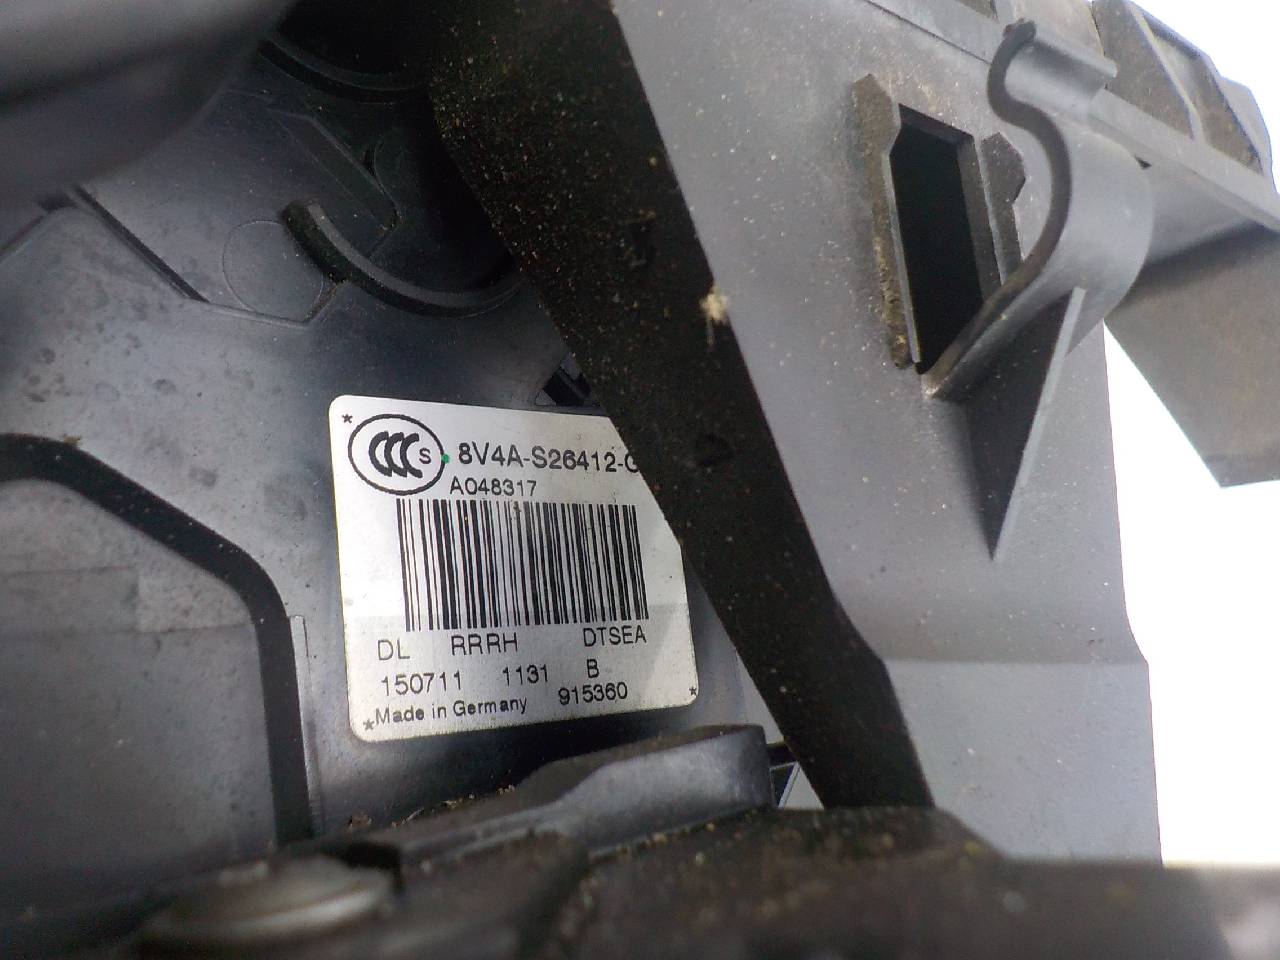 CCC S 8V4A-S26412-G
A048317
DL RRRH DTSEA
150711 1131 B
*Made in Germany 915360 *